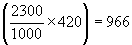 (2300/1000 × 420) = 966